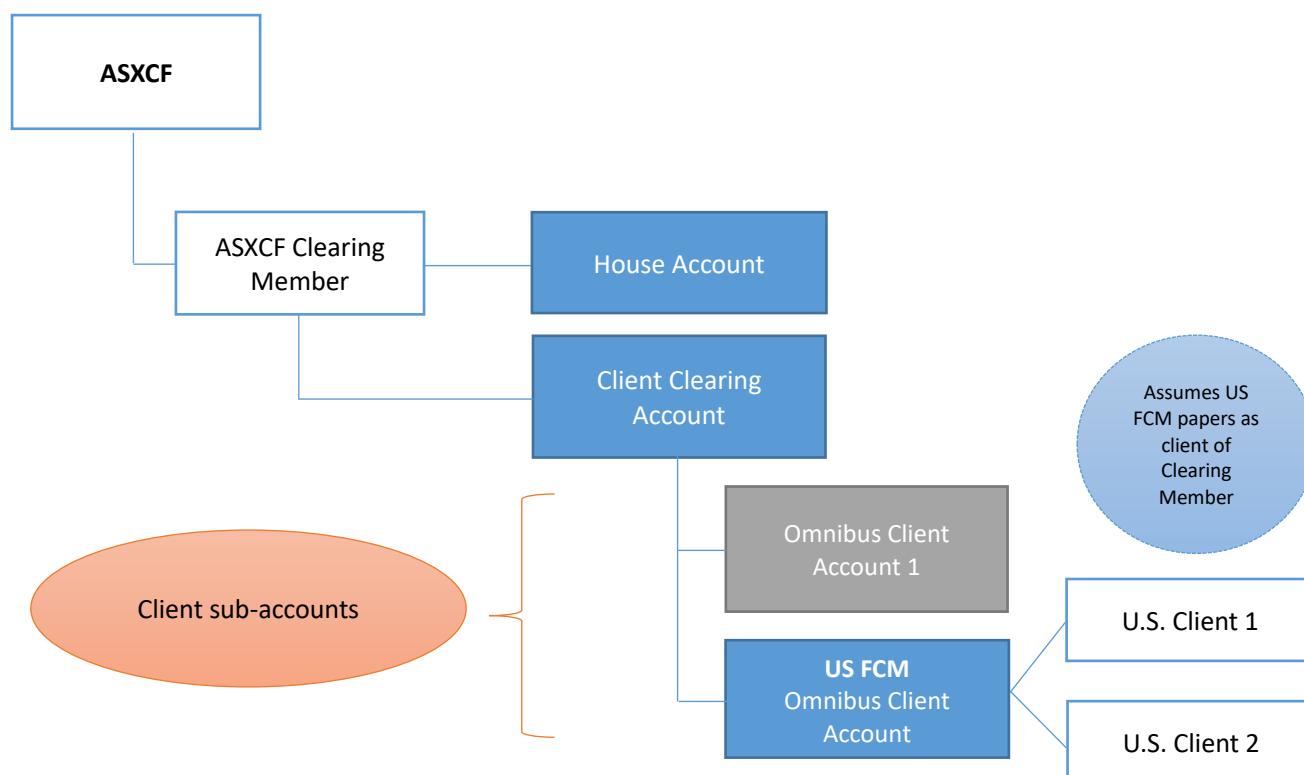 ASXCF
ASXCF Clearing
Member
House Account
Client Clearing
Account
Assumes US
FCM papers as
client of
Clearing
Member
Omnibus Client
Account 1
Client sub-accounts
US FCM
Omnibus Client
Account
U.S. Client 1
U.S. Client 2